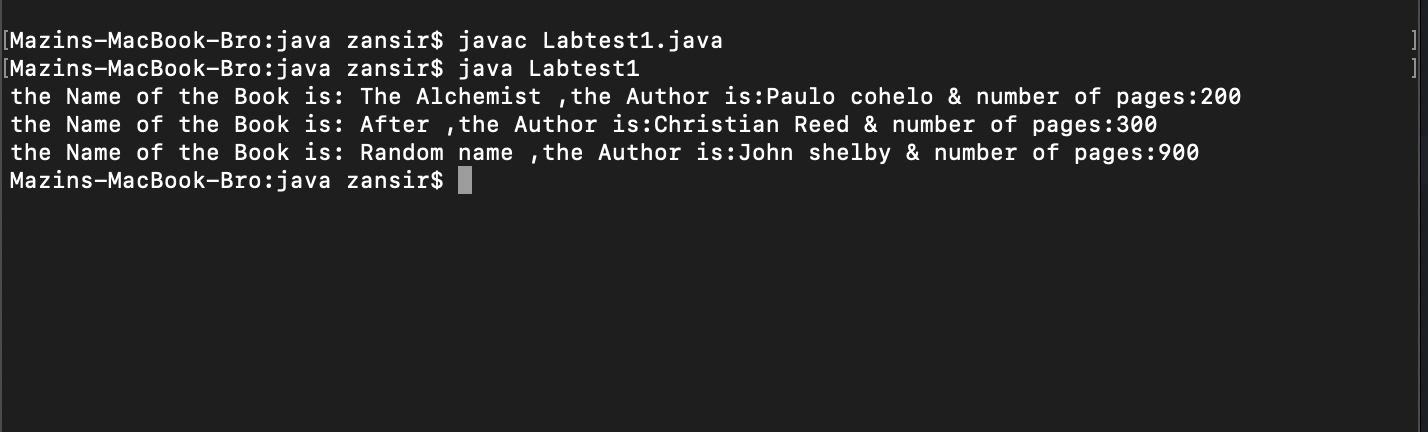 [Mazins-MacBook-Bro:java zansir$ javac Labtest1.java ]
[Mazins-MacBook-Bro:java zansir$ java Labtest1 ]
the Name of the Book is: The Alchemist ,the Author is:Paulo cohelo & number of pages:200
the Name of the Book is: After ,the Author is:Christian Reed & number of pages:300
the Name of the Book is: Random name ,the Author is:John shelby & number of pages:900
Mazins-MacBook-Bro:java zansir$